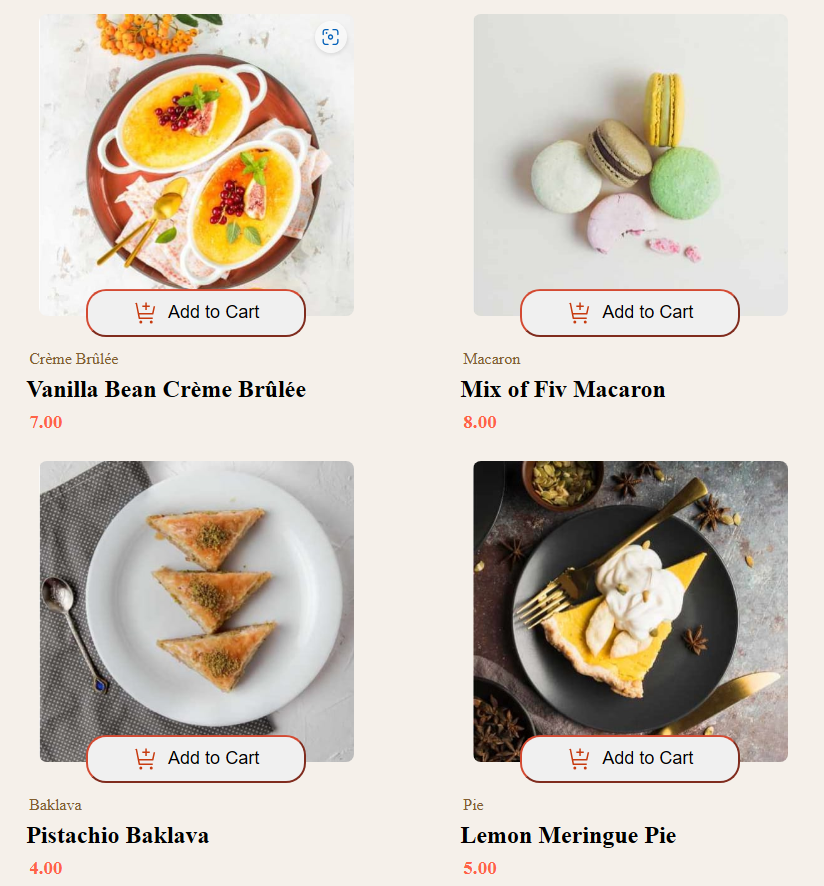 Add to Cart
Add to Cart
Crème Brûlée
Macaron
Vanilla Bean Crème Brûlée
Mix of Fiv Macaron
7.00
8.00
Add to Cart
Add to Cart
Baklava
Pie
Pistachio Baklava
Lemon Meringue Pie
4.00
5.00